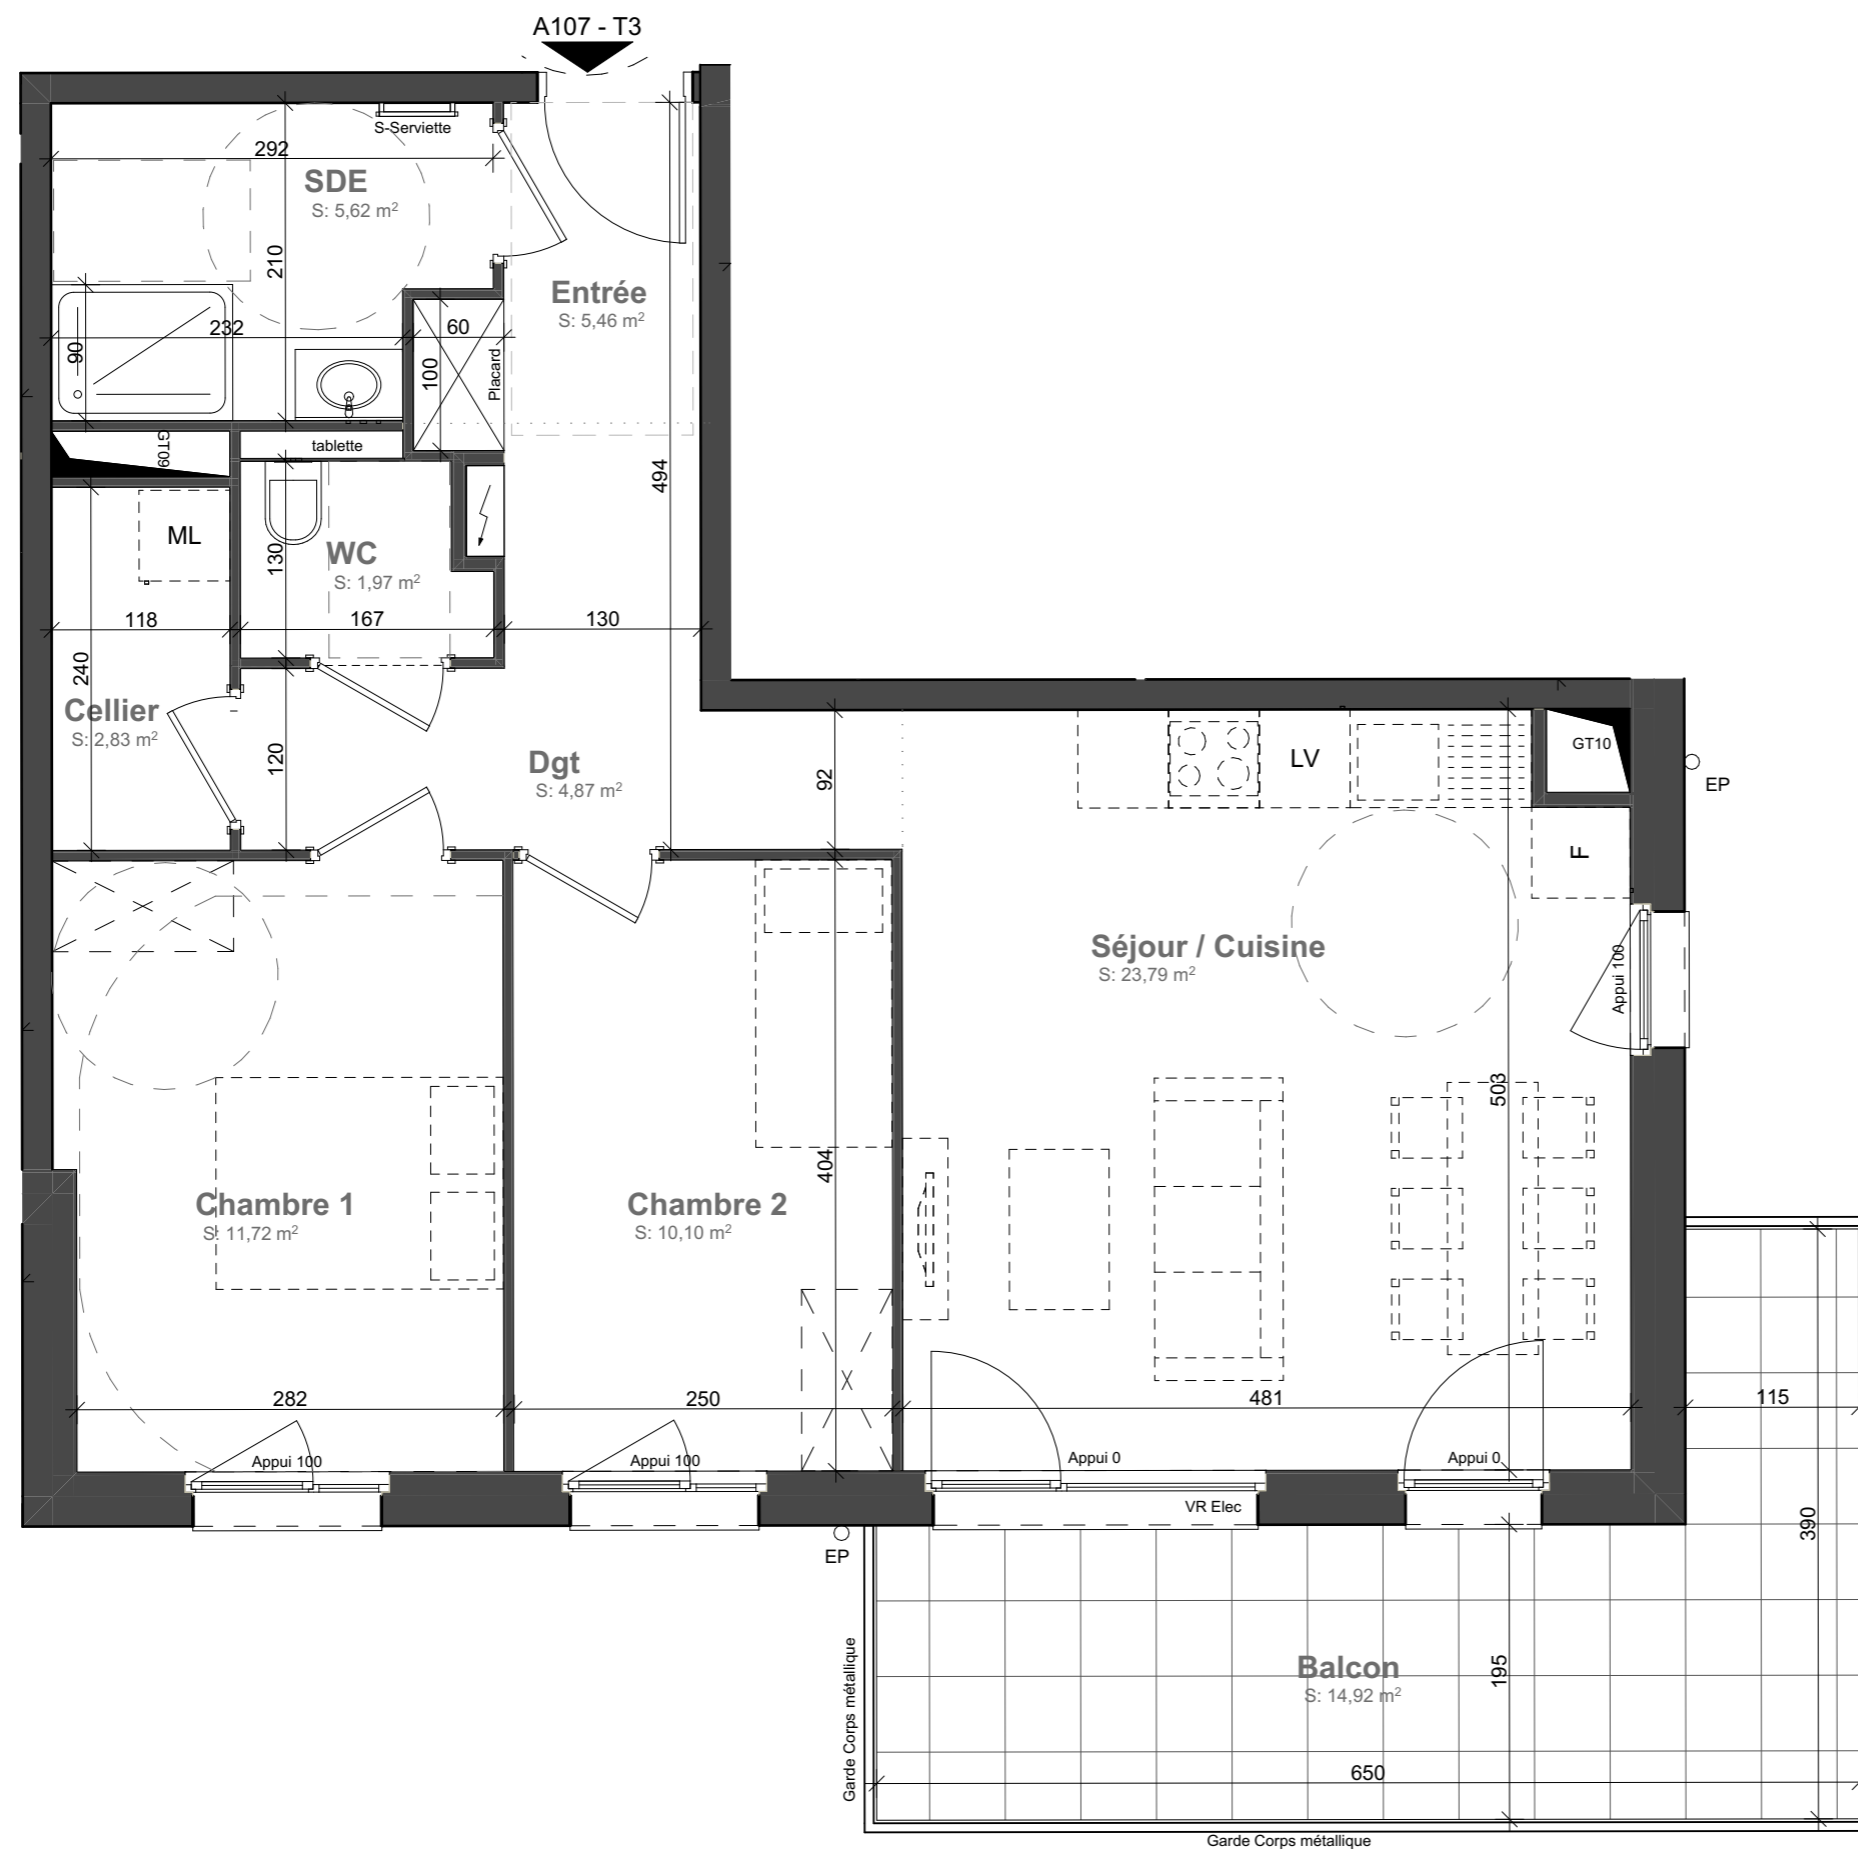 A107 - T3
S-Serviette
292
SDE
S: 5,62 m²
210
Entrée
S: 5,46 m²
232
60
90
100
Placard
tablette
GT09
494
ML
WC
S: 1,97 m²
130
118
167
130
240
Cellier
S: 2,83 m²
120
Dgt
S: 4,87 m²
92
LV
GT10
EP
F
Séjour / Cuisine
S: 23,79 m²
Appui 100
503
404
Chambre 1
S: 11,72 m²
Chambre 2
S: 10,10 m²
282
250
481
115
Appui 100
Appui 100
Appui 0
Appui 0
VR Elec
EP
390
Garde Corps métallique
Balcon
S: 14,92 m²
195
650
Garde Corps métallique